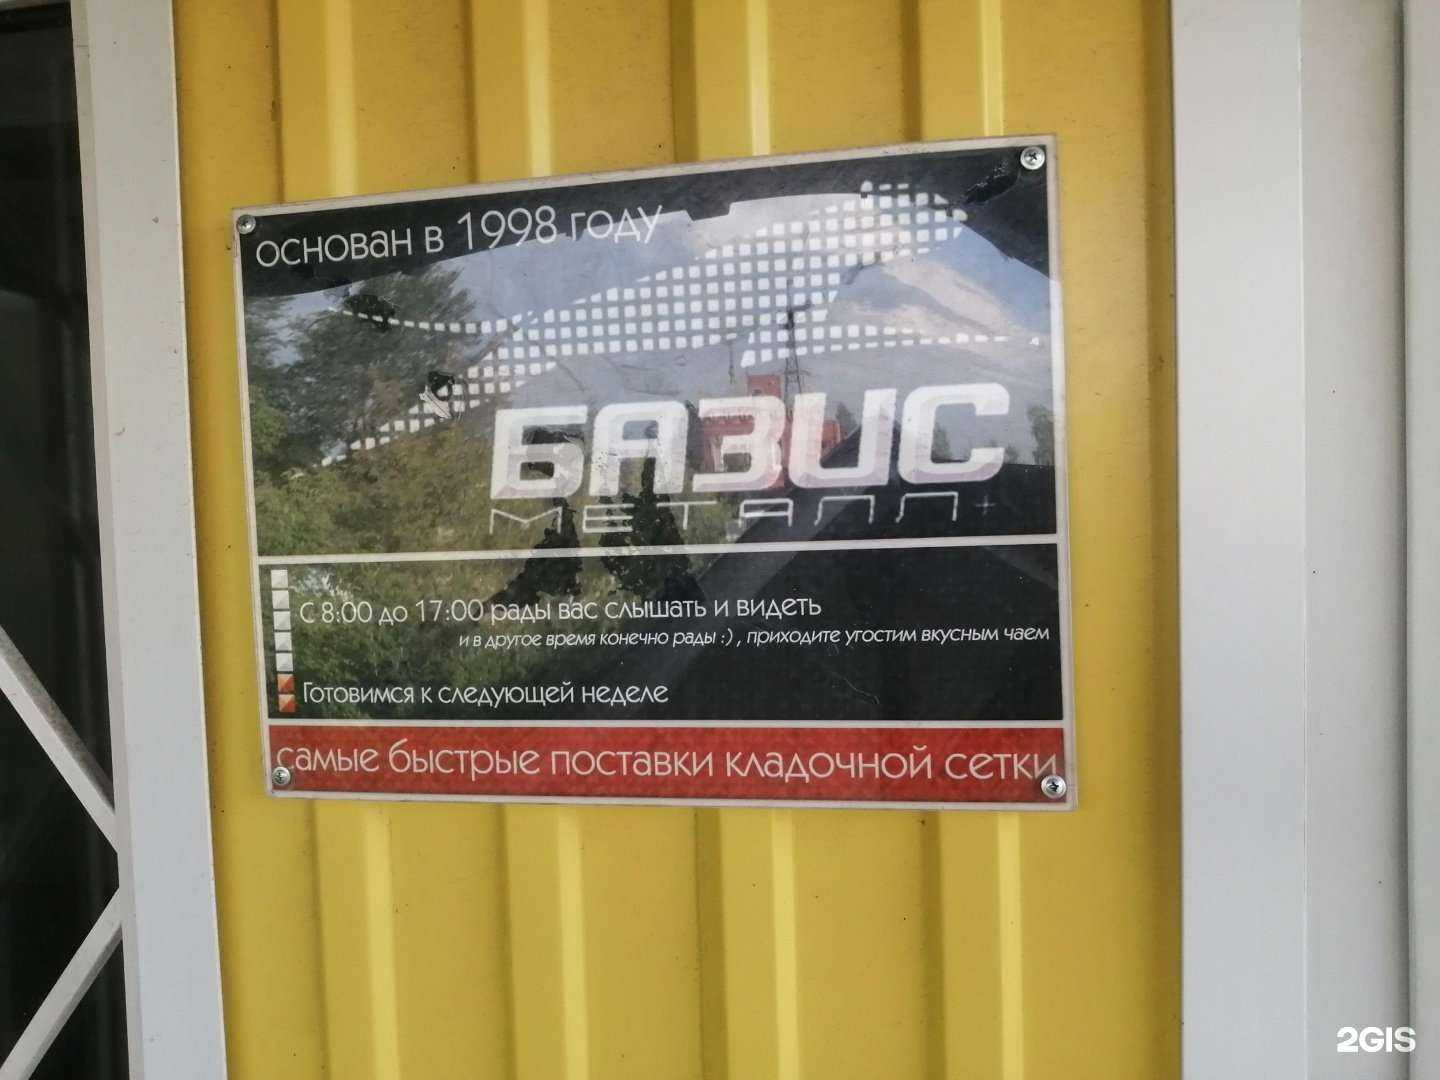 основан в 1998 году
БАЗИС
МЕТАЛЛ+
С 8:00 до 17:00 рады вас слышать и видеть
и в другое время конечно рады :) , приходите угостим вкусным чаем
Готовимся к следующей неделе
самые быстрые поставки кладочной сетки
2GIS